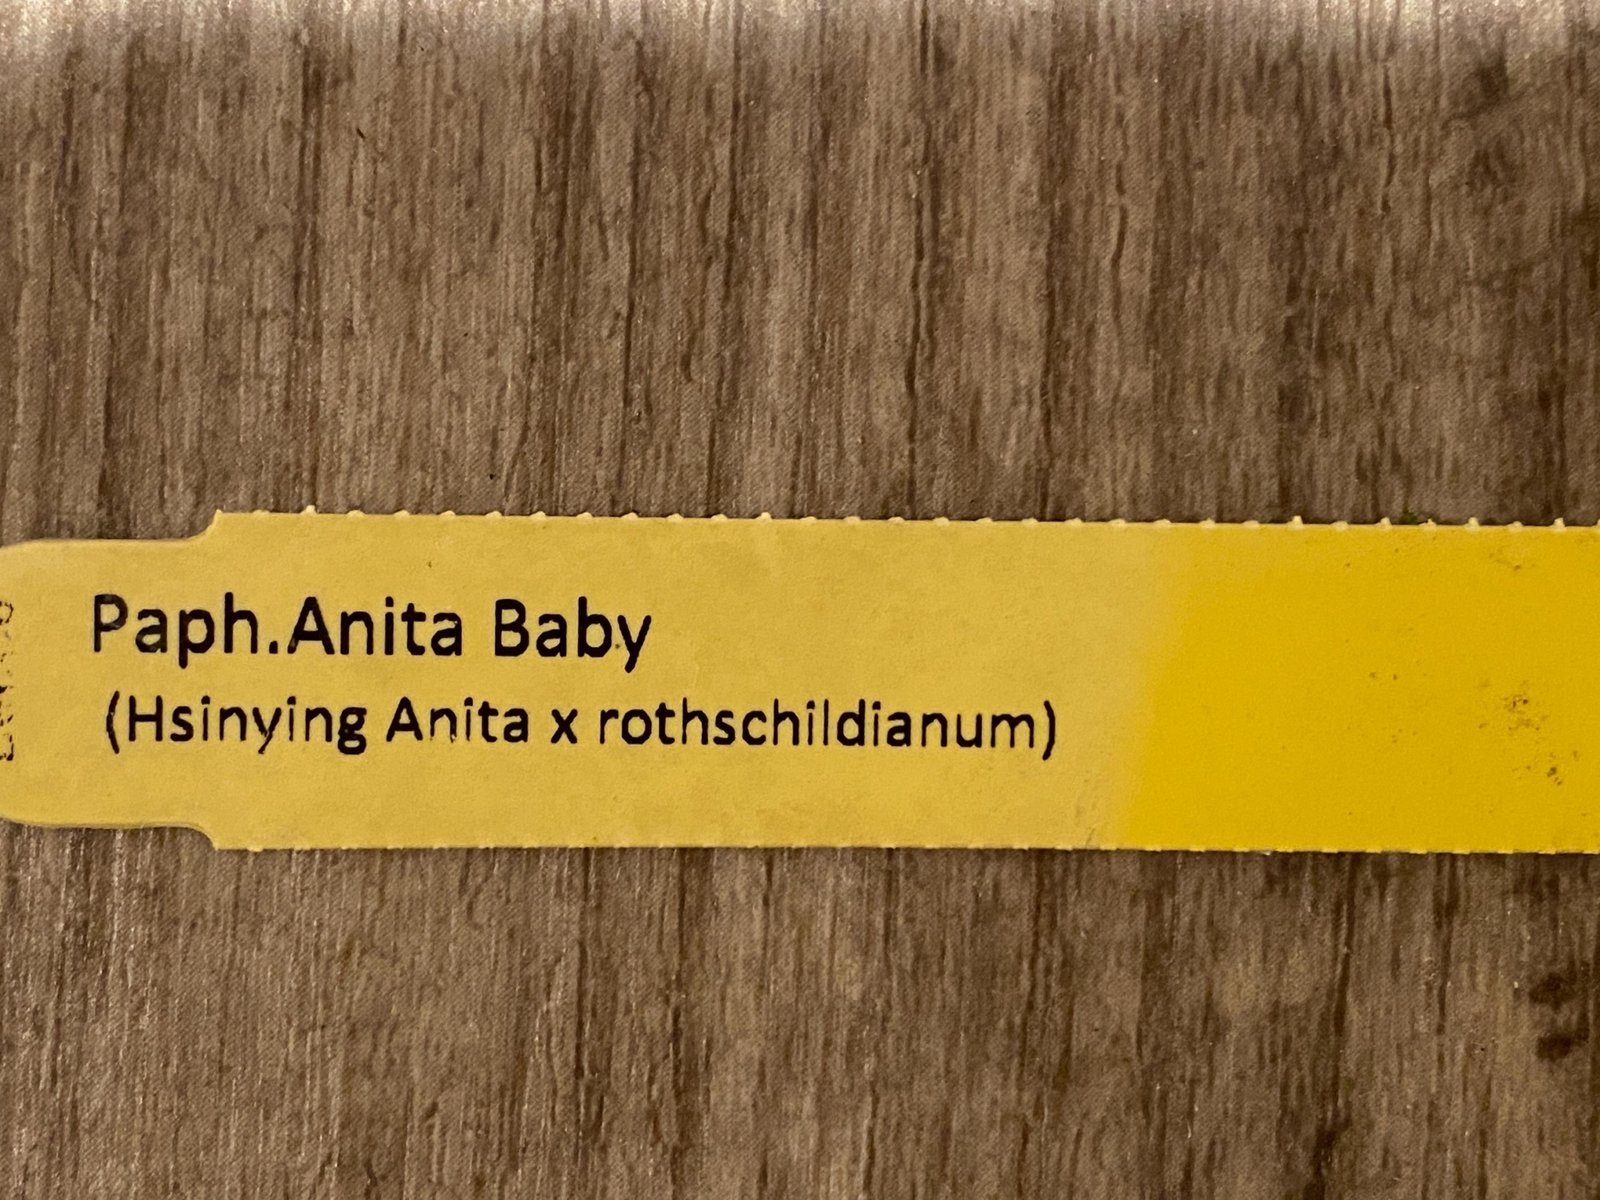 Paph.Anita Baby
(Hsinying Anita x rothschildianum)